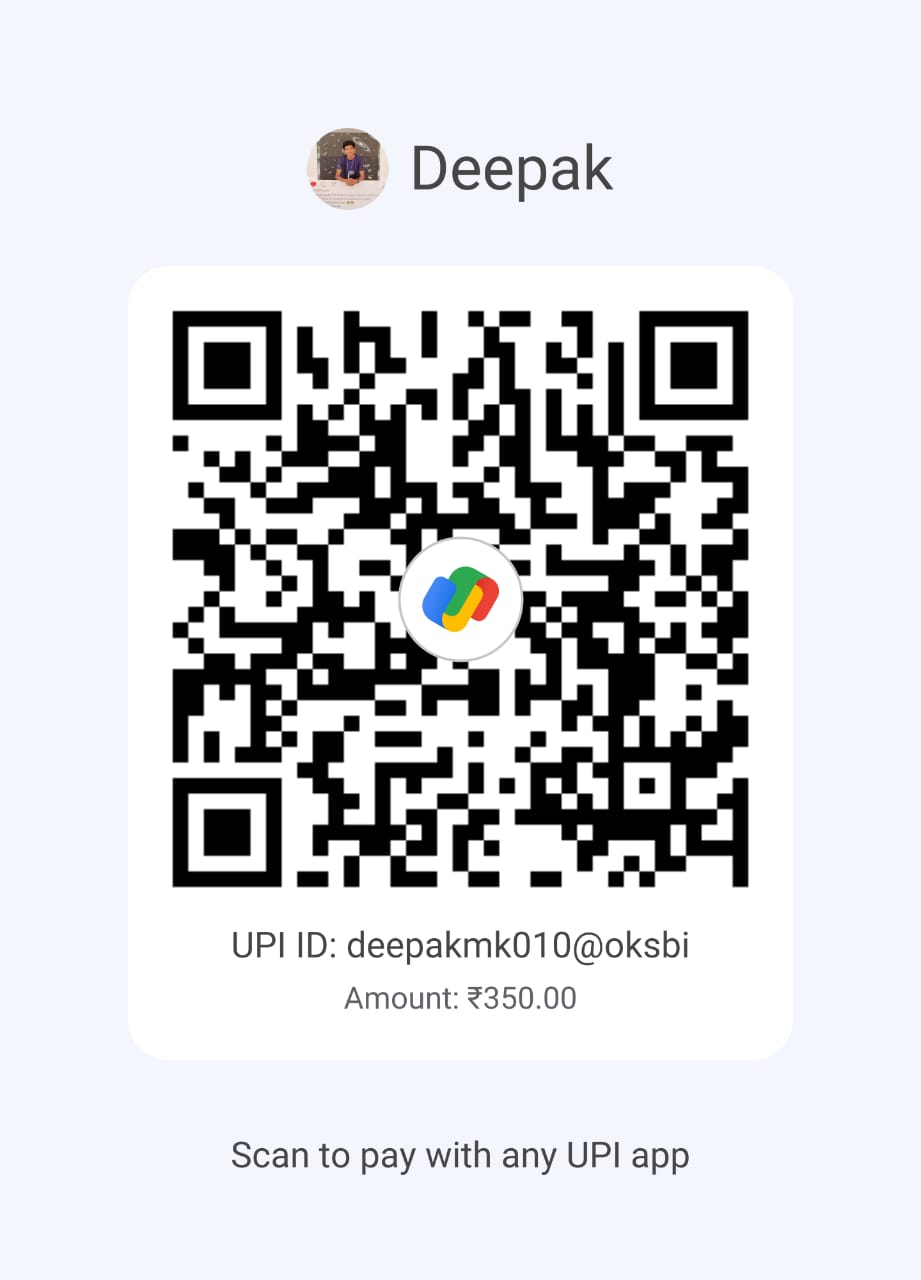 Deepak
UPI ID: deepakmk010@oksbi
Amount: ₹350.00
Scan to pay with any UPI app